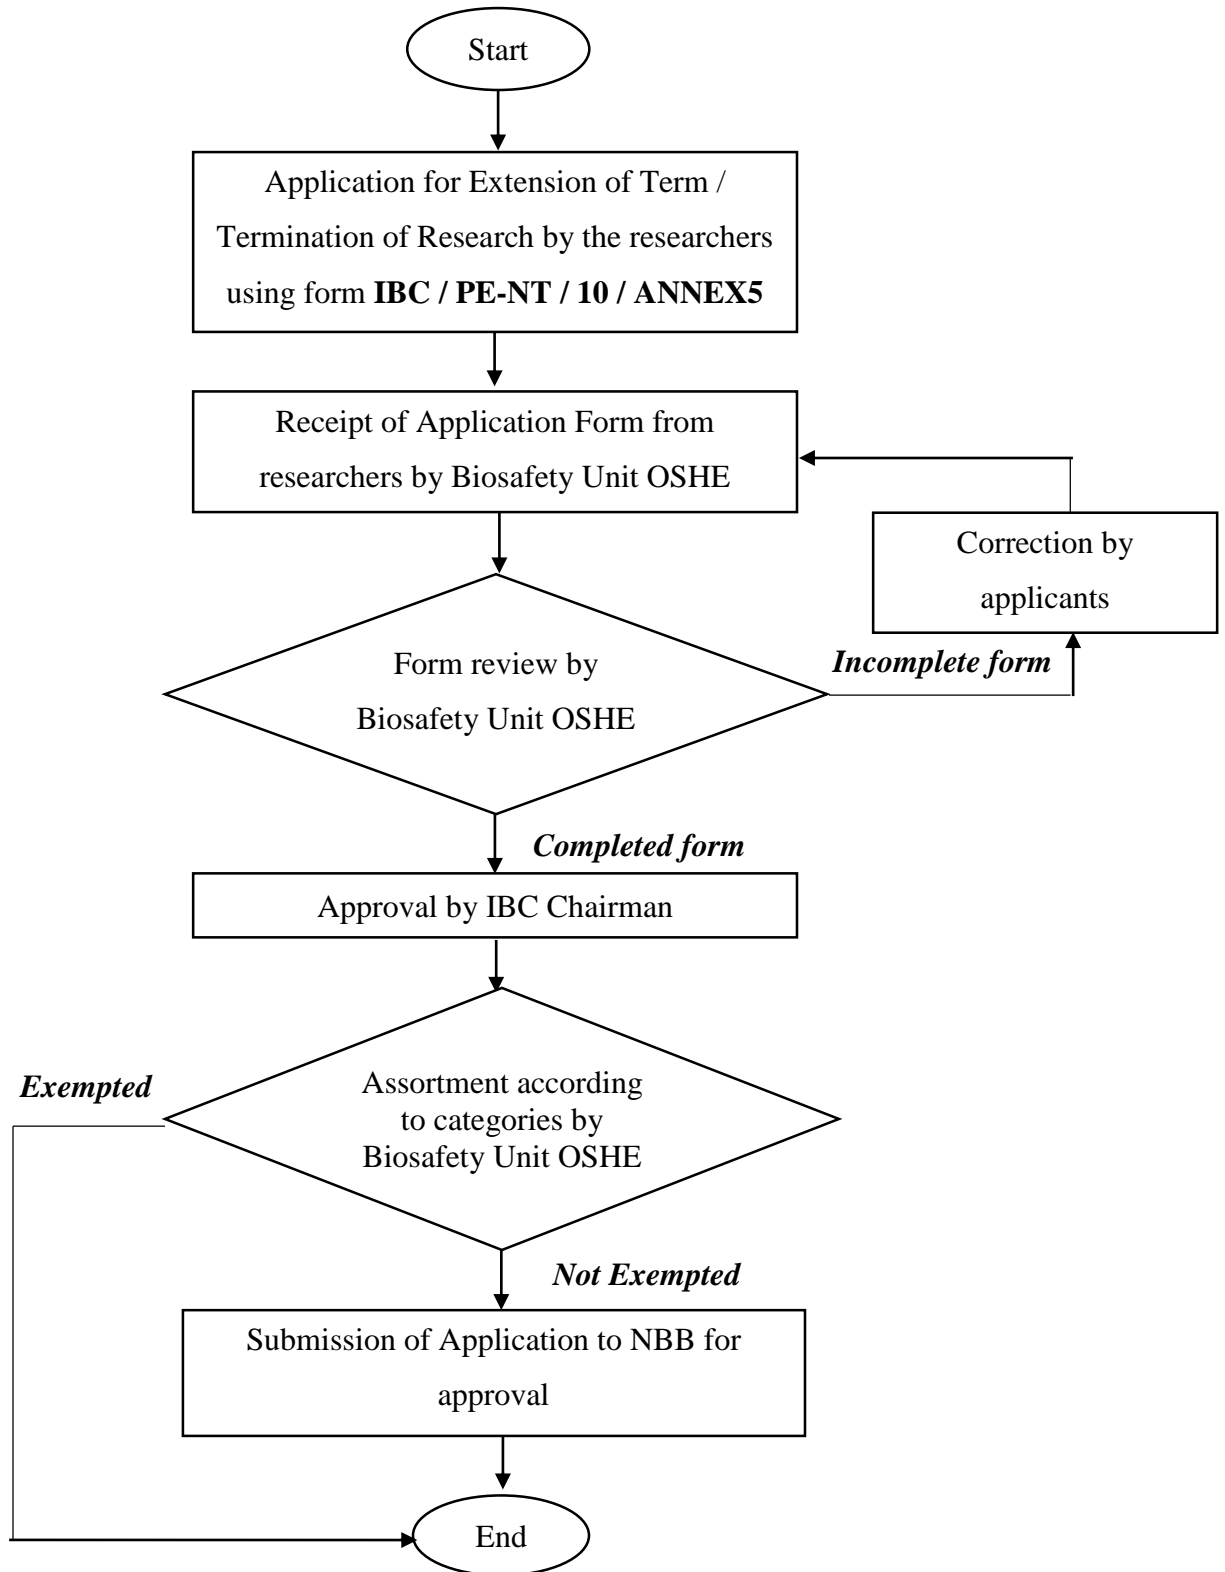 Start
Application for Extension of Term /
Termination of Research by the researchers
using form IBC / PE-NT / 10 / ANNEX5
Receipt of Application Form from
researchers by Biosafety Unit OSHE
Correction by
applicants
Form review by
Biosafety Unit OSHE
Incomplete form
Completed form
Approval by IBC Chairman
Exempted
Assortment according
to categories by
Biosafety Unit OSHE
Not Exempted
Submission of Application to NBB for
approval
End